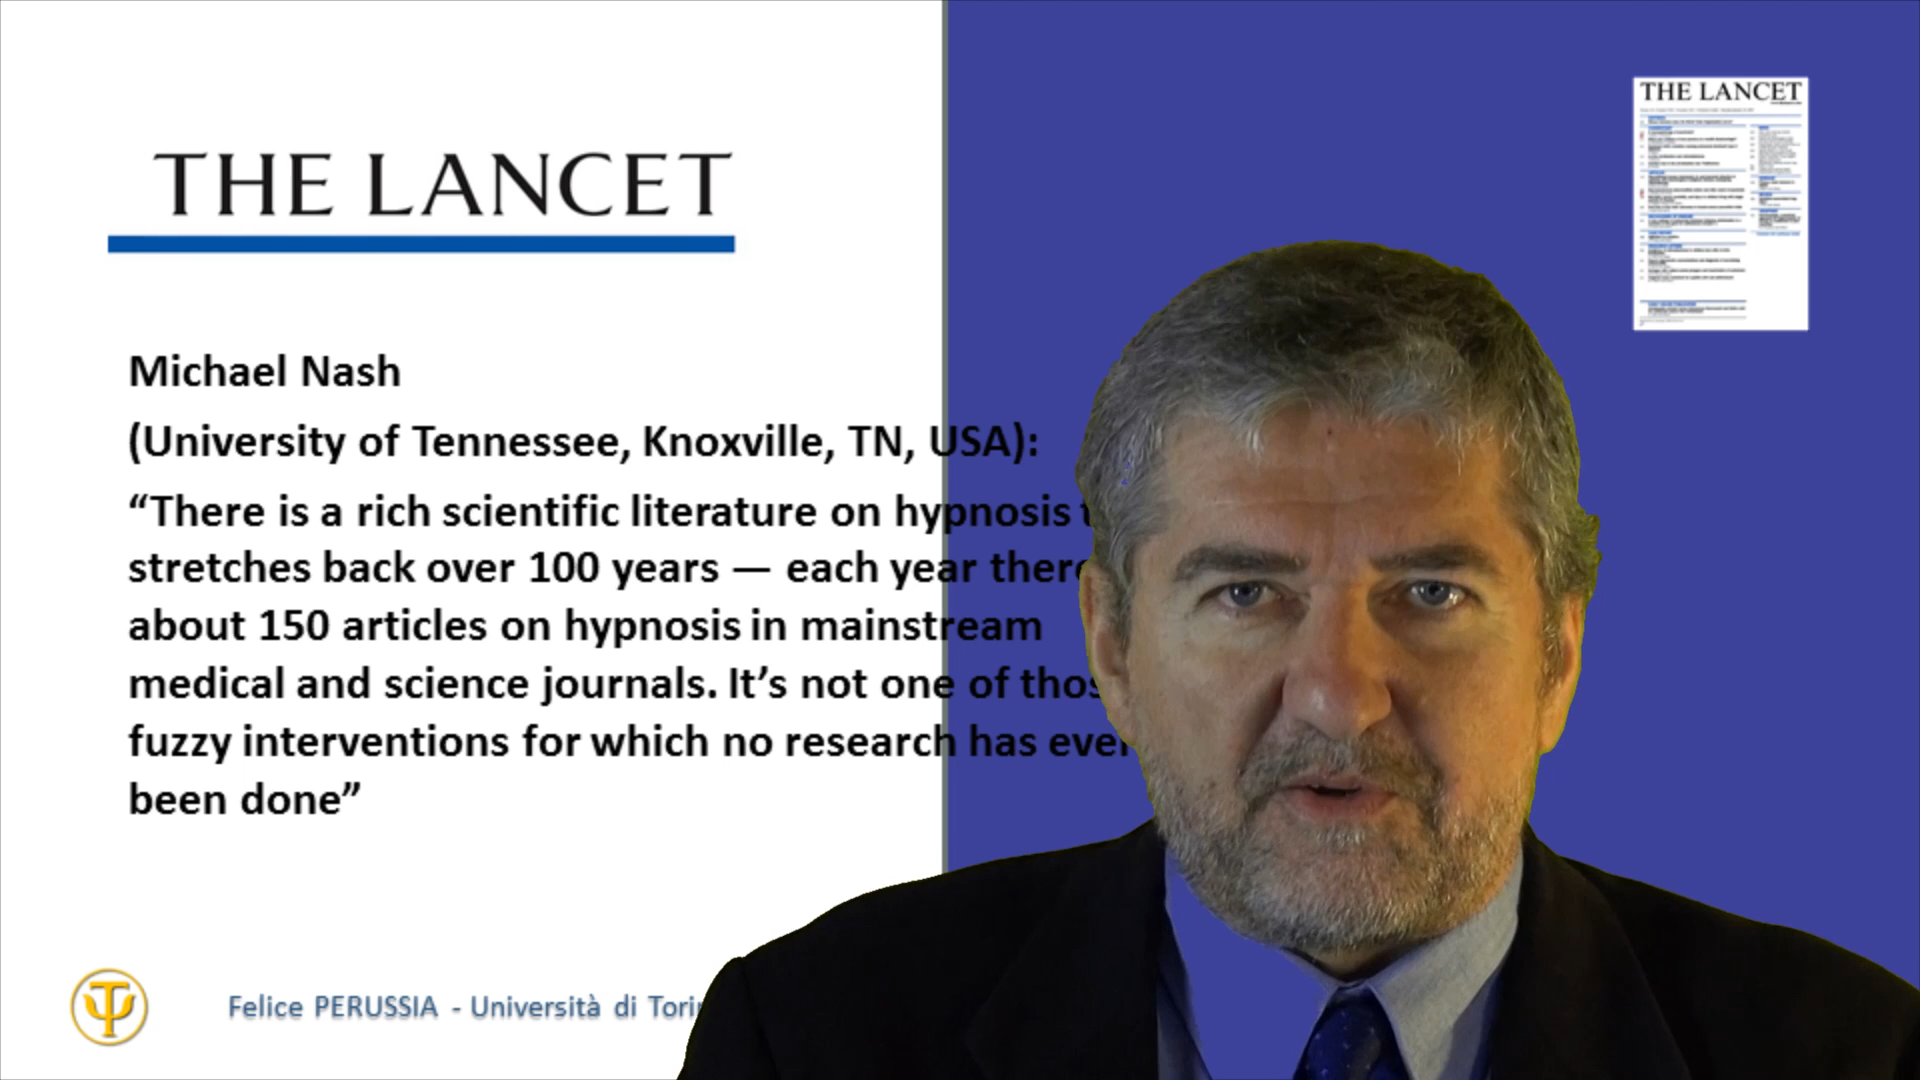 THE LANCET
THE LANCET
Michael Nash
(University of Tennessee, Knoxville, TN, USA):
“There is a rich scientific literature on hypnosis
stretches back over 100 years — each year there
about 150 articles on hypnosis in mainstream
medical and science journals. It’s not one of
fuzzy interventions for which no research has ever
been done”
Felice PERUSSIA - Università di